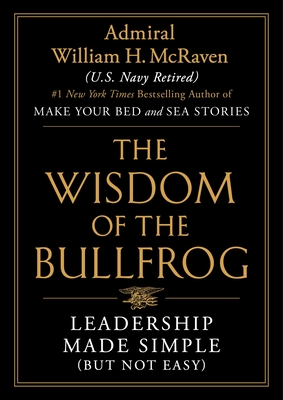 Admiral
William H. McRaven
(U.S. Navy Retired)
#1 New York Times Bestselling Author of
MAKE YOUR BED and SEA STORIES
THE
WISDOM
OF THE
BULLFROG
LEADERSHIP
MADE SIMPLE
(BUT NOT EASY)